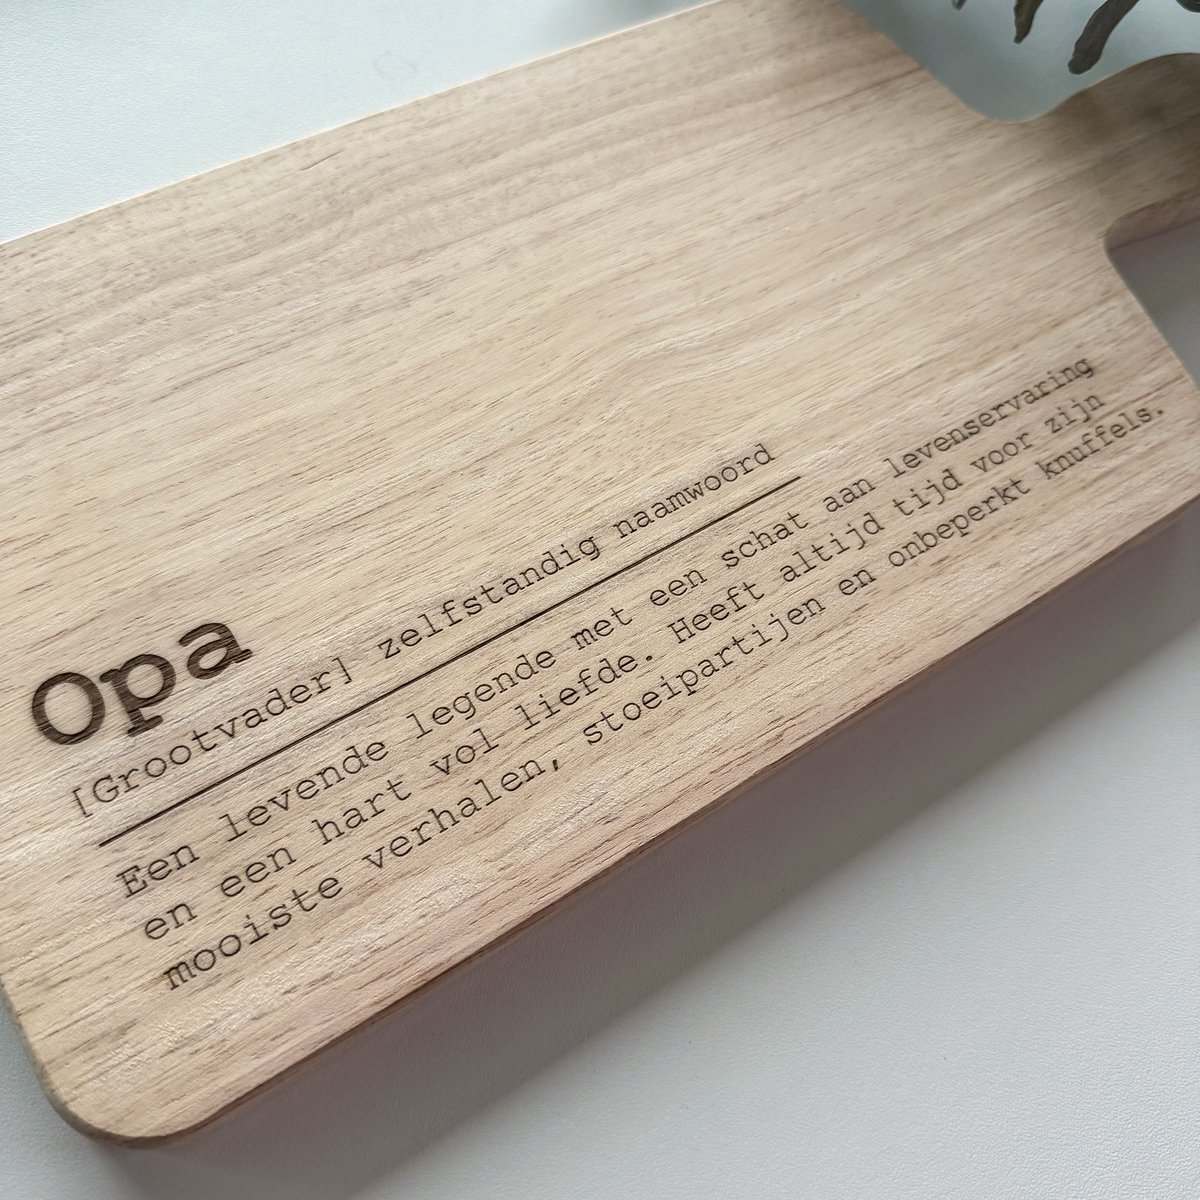 Opa
[Grootvader] zelfstandig naamwoord
Een levende legende met een schat aan levenservaring
en een hart vol liefde. Heeft altijd tijd voor zijn
mooiste verhalen, stoeipartijen en onbeperkt knuffels.